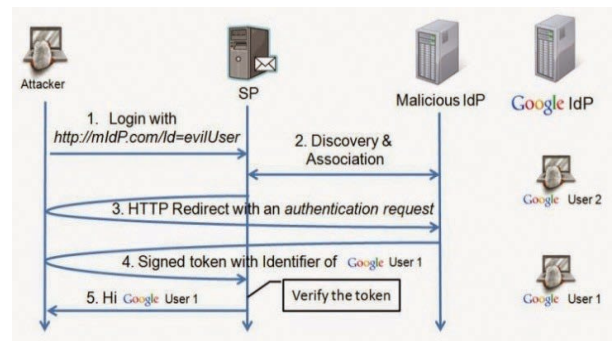 Attacker
SP
Malicious IdP
Google IdP
1. Login with
http://mIdP.com/Id=evilUser
2. Discovery &
Association
3. HTTP Redirect with an authentication request
Google User 2
4. Signed token with Identifier of Google User 1
5. Hi Google User 1
Verify the token
Google User 1